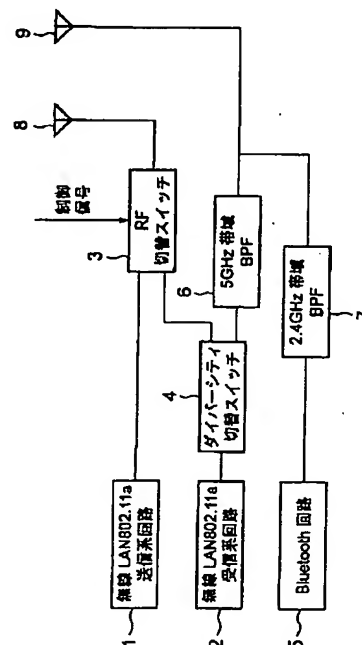 9
8
制御
信号
3
RF
切替スイッチ
6
5GHz 帯域
BPF
4
ダイバーシティ
切替スイッチ
2.4GHz 帯域
BPF
7
無線 LAN802.11a
送信系回路
1
無線 LAN802.11a
受信系回路
2
Bluetooth 回路
5